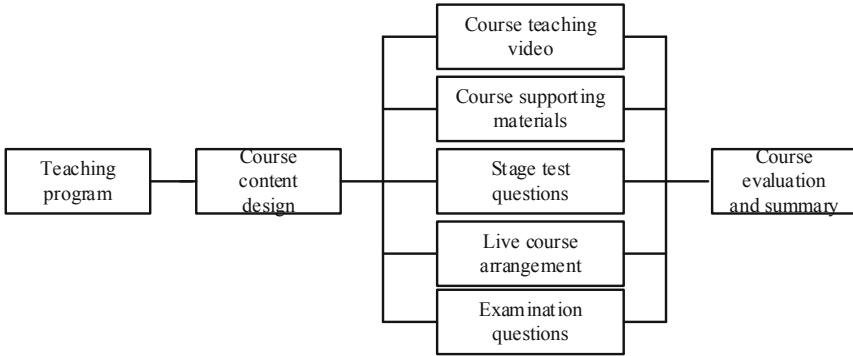 Teaching
program
Course
content
design
Course teaching
video
Course supporting
materials
Stage test
questions
Live course
arrangement
Examination
questions
Course
evaluation
and summary